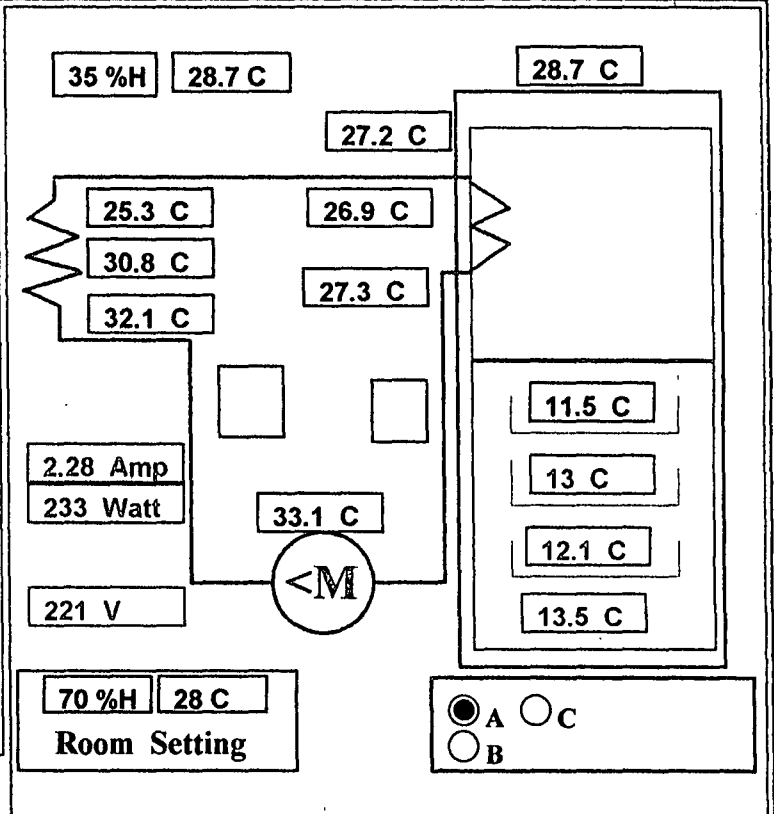 35 %H
28.7 C
28.7 C
27.2 C
25.3 C
26.9 C
30.8 C
27.3 C
32.1 C
11.5 C
2.28 Amp
13 C
233 Watt
33.1 C
12.1 C
<M
221 V
13.5 C
70 %H
28 C
Room Setting
A
C
B